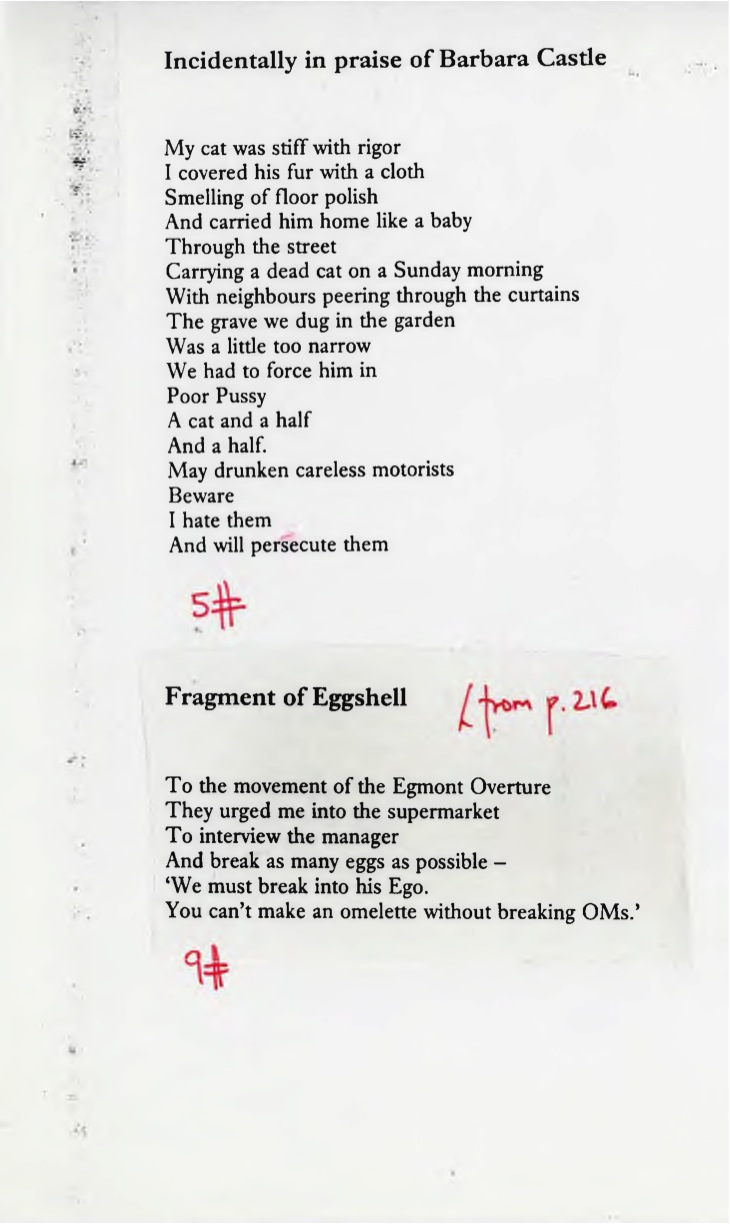 Incidentally in praise of Barbara Castle
My cat was stiff with rigor
I covered his fur with a cloth
Smelling of floor polish
And carried him home like a baby
Through the street
Carrying a dead cat on a Sunday morning
With neighbours peering through the curtains
The grave we dug in the garden
Was a little too narrow
We had to force him in
Poor Pussy
A cat and a half
And a half.
May drunken careless motorists
Beware
I hate them
And will persecute them
5#
Fragment of Eggshell [from p. 216
To the movement of the Egmont Overture
They urged me into the supermarket
To interview the manager
And break as many eggs as possible –
‘We must break into his Ego.
You can’t make an omelette without breaking OMs.’
9#